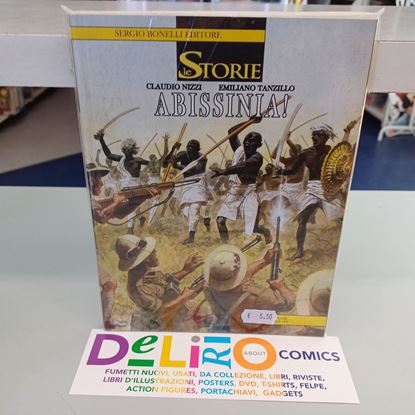 SERGIO BONELLI EDITORE
le STORIE
CLAUDIO NIZZI EMILIANO TANZILLO
ABISSINIA!
€ 5,50
DeLiRiO ABOUT COMICS
FUMETTI NUOVI, USATI, DA COLLEZIONE, LIBRI, RIVISTE,
LIBRI D'ILLUSTRAZIONI, POSTERS, DVD, T-SHIRTS, FELPE,
ACTION FIGURES, PORTACHIAVI, GADGETS